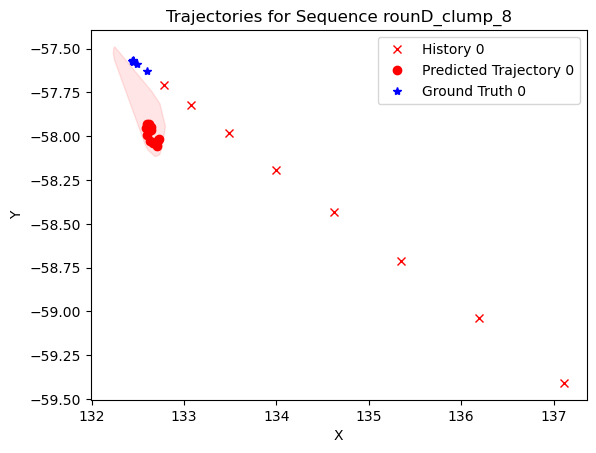 Trajectories for Sequence rounD_clump_8
History 0
Predicted Trajectory 0
Ground Truth 0
−57.50
−57.75
−58.00
−58.25
−58.50
−58.75
−59.00
−59.25
−59.50
Y
132 133 134 135 136 137
X